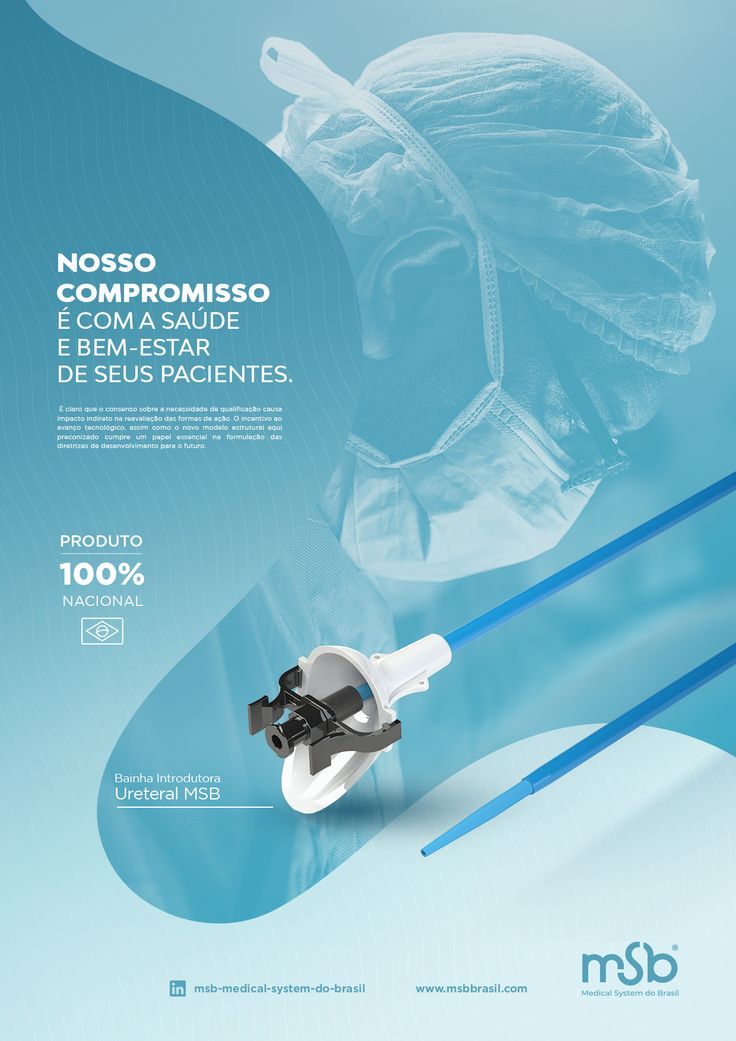 NOSSO
COMPROMISSO
É COM A SAÚDE
E BEM-ESTAR
DE SEUS PACIENTES.
É claro que o consenso sobre a necessidade de qualificação causa
impacto indireto na reavaliação das formas de ação. O incentivo ao
avanço tecnológico, assim como o novo modelo estrutural aqui
preconizado cumpre um papel essencial na formulação das
diretrizes de desenvolvimento para o futuro.
PRODUTO
100%
NACIONAL
Bainha Introdutora
Ureteral MSB
msb®
Medical System do Brasil
in msb-medical-system-do-brasil
www.msbbrasil.com